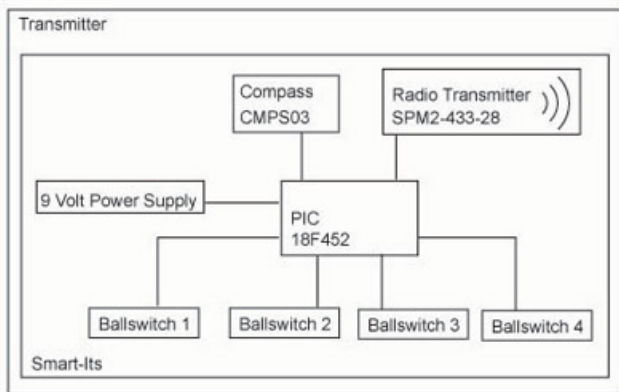 Transmitter
Compass
CMPS03
Radio Transmitter
SPM2-433-28
9 Volt Power Supply
PIC
18F452
Ballswitch 1
Ballswitch 2
Ballswitch 3
Ballswitch 4
Smart-Its